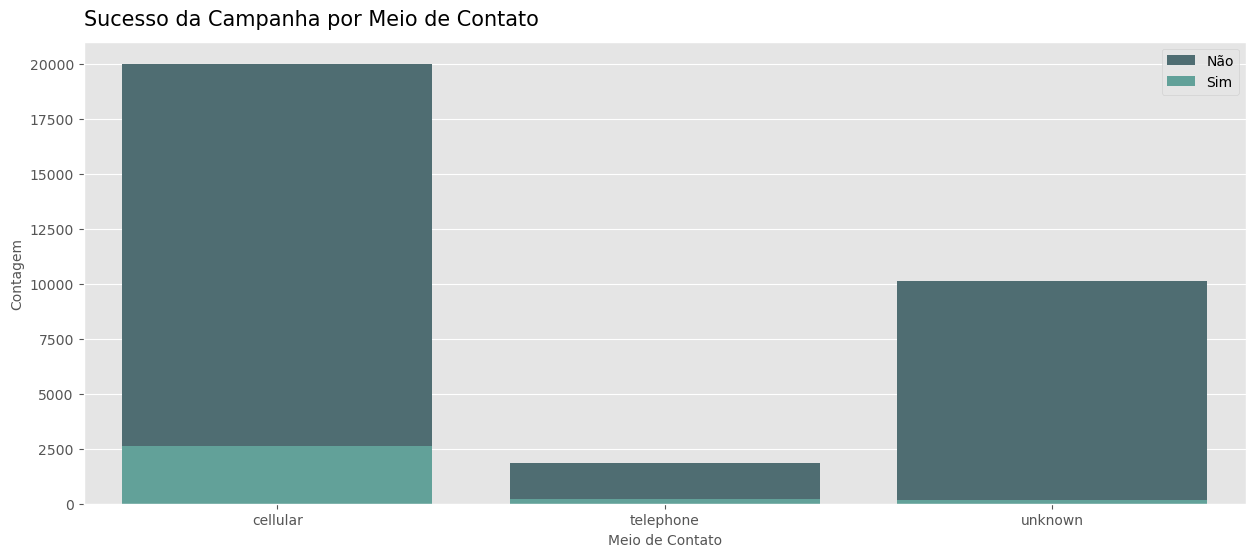 Sucesso da Campanha por Meio de Contato
Não
Sim
20000
17500
15000
12500
10000
7500
5000
2500
0
Contagem
cellular
telephone
unknown
Meio de Contato